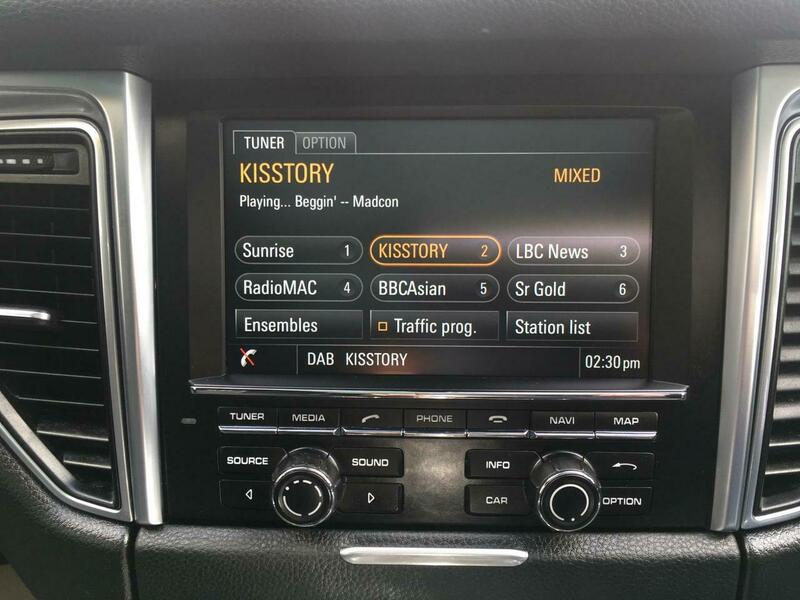 TUNER OPTION
KISSTORY MIXED
Playing... Beggin' -- Madcon
Sunrise 1 KISSTORY 2 LBC News 3
RadioMAC 4 BBCAsian 5 Sr Gold 6
Ensembles Traffic prog. Station list
DAB KISSTORY 02:30 pm
TUNER MEDIA PHONE NAVI MAP
SOURCE SOUND INFO
CAR OPTION